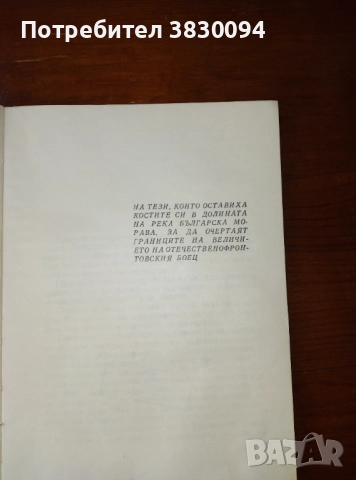 Потребител 3830094
НА ТЕЗИ, КОИТО ОСТАВИХА
КОСТИТЕ СИ В ДОЛИНАТА
НА РЕКА БЪЛГАРСКА МО-
РАВА, ЗА ДА ОЧЕРТАЯТ
ГРАНИЦИТЕ НА ВЕЛИЧИ-
ЕТО НА ОТЕЧЕСТВЕНОФРОН-
ТОВСКИЯ БОЕЦ
BAZAR